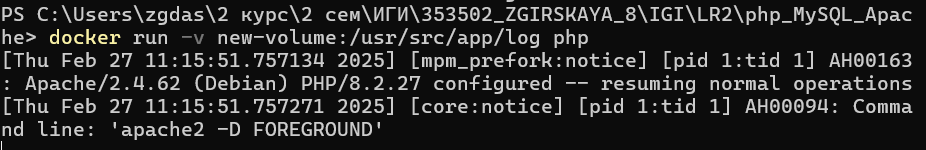 PS C:\Users\zgdas\2 курс\2 сем\ИГИ\353502_ZGIRSKAYA_8\IGI\LR2\php_MySQL_Apac
he> docker run -v new-volume:/usr/src/app/log php
[Thu Feb 27 11:15:51.757134 2025] [mpm_prefork:notice] [pid 1:tid 1] AH00163
: Apache/2.4.62 (Debian) PHP/8.2.27 configured -- resuming normal operations
[Thu Feb 27 11:15:51.757271 2025] [core:notice] [pid 1:tid 1] AH00094: Comma
nd line: 'apache2 -D FOREGROUND'